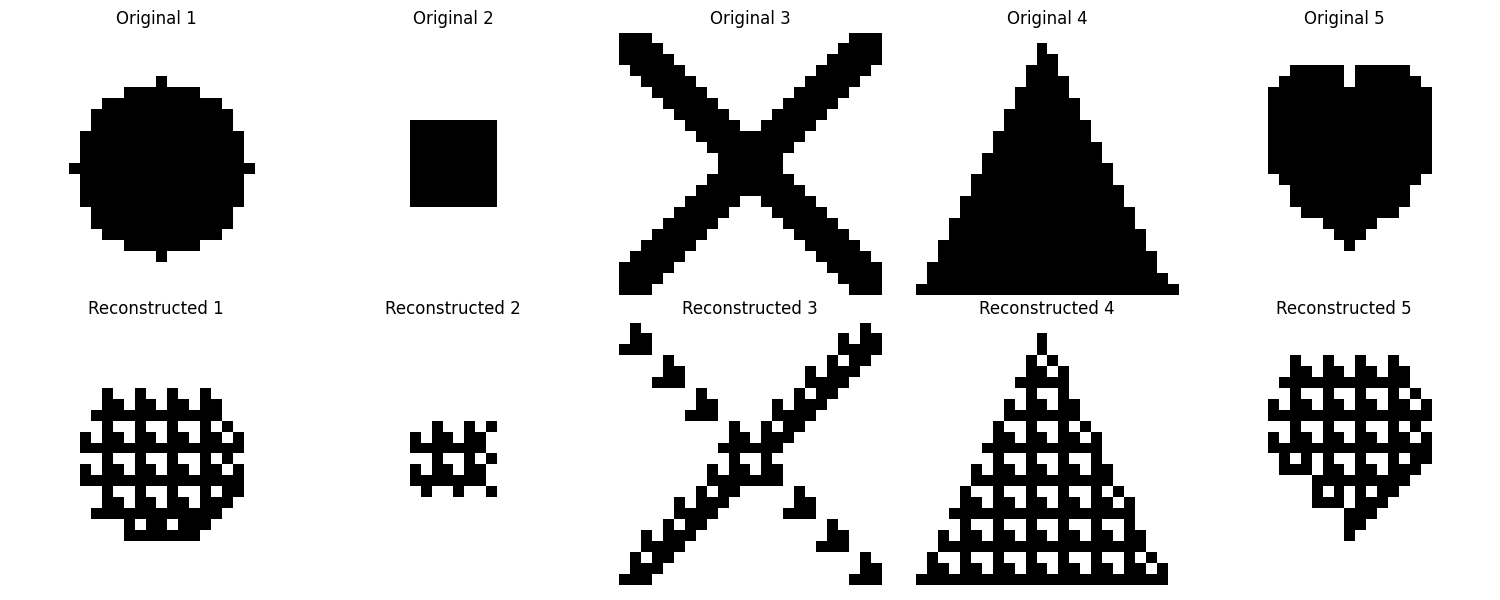 Original 1
Original 2
Original 3
Original 4
Original 5
Reconstructed 1
Reconstructed 2
Reconstructed 3
Reconstructed 4
Reconstructed 5